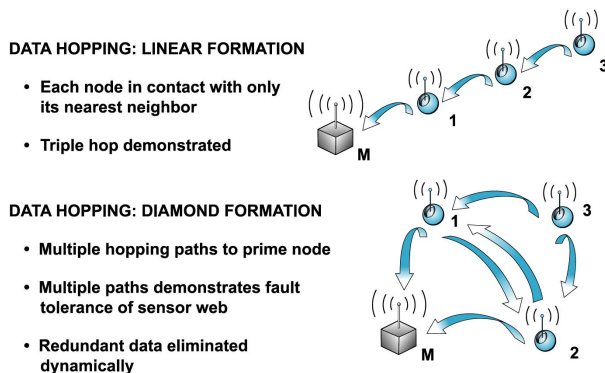 DATA HOPPING: LINEAR FORMATION
• Each node in contact with only
its nearest neighbor
• Triple hop demonstrated
3
2
1
M
DATA HOPPING: DIAMOND FORMATION
• Multiple hopping paths to prime node
• Multiple paths demonstrates fault
tolerance of sensor web
• Redundant data eliminated
dynamically
1
3
M
2